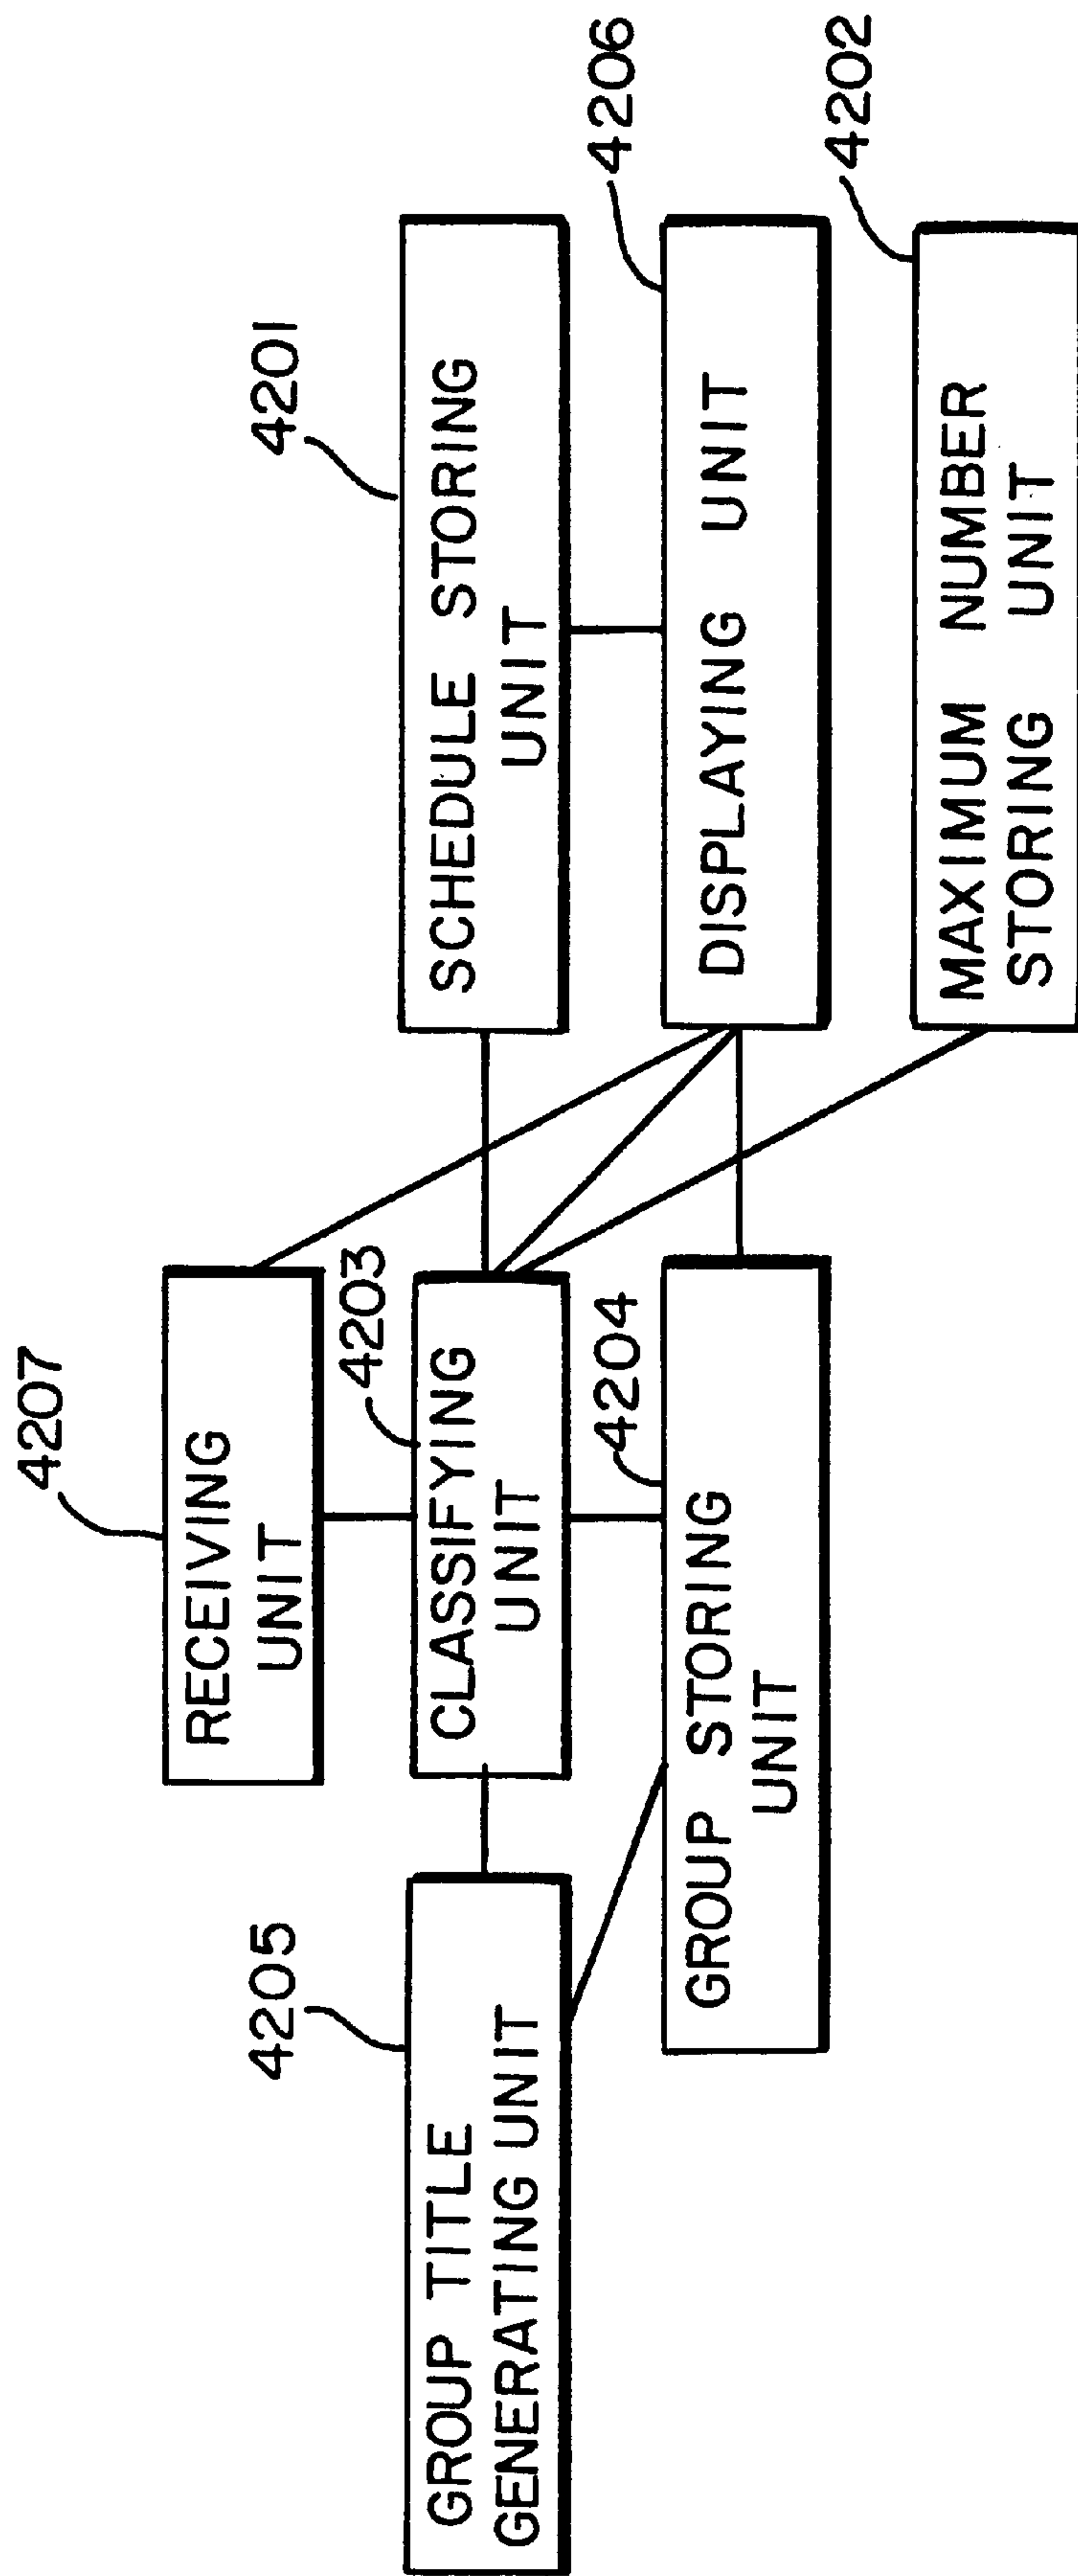 4207
RECEIVING
UNIT
4205
GROUP TITLE
GENERATING UNIT
4203
CLASSIFYING
UNIT
4201
SCHEDULE STORING
UNIT
4204
GROUP STORING
UNIT
4206
DISPLAYING UNIT
4202
MAXIMUM NUMBER
STORING UNIT